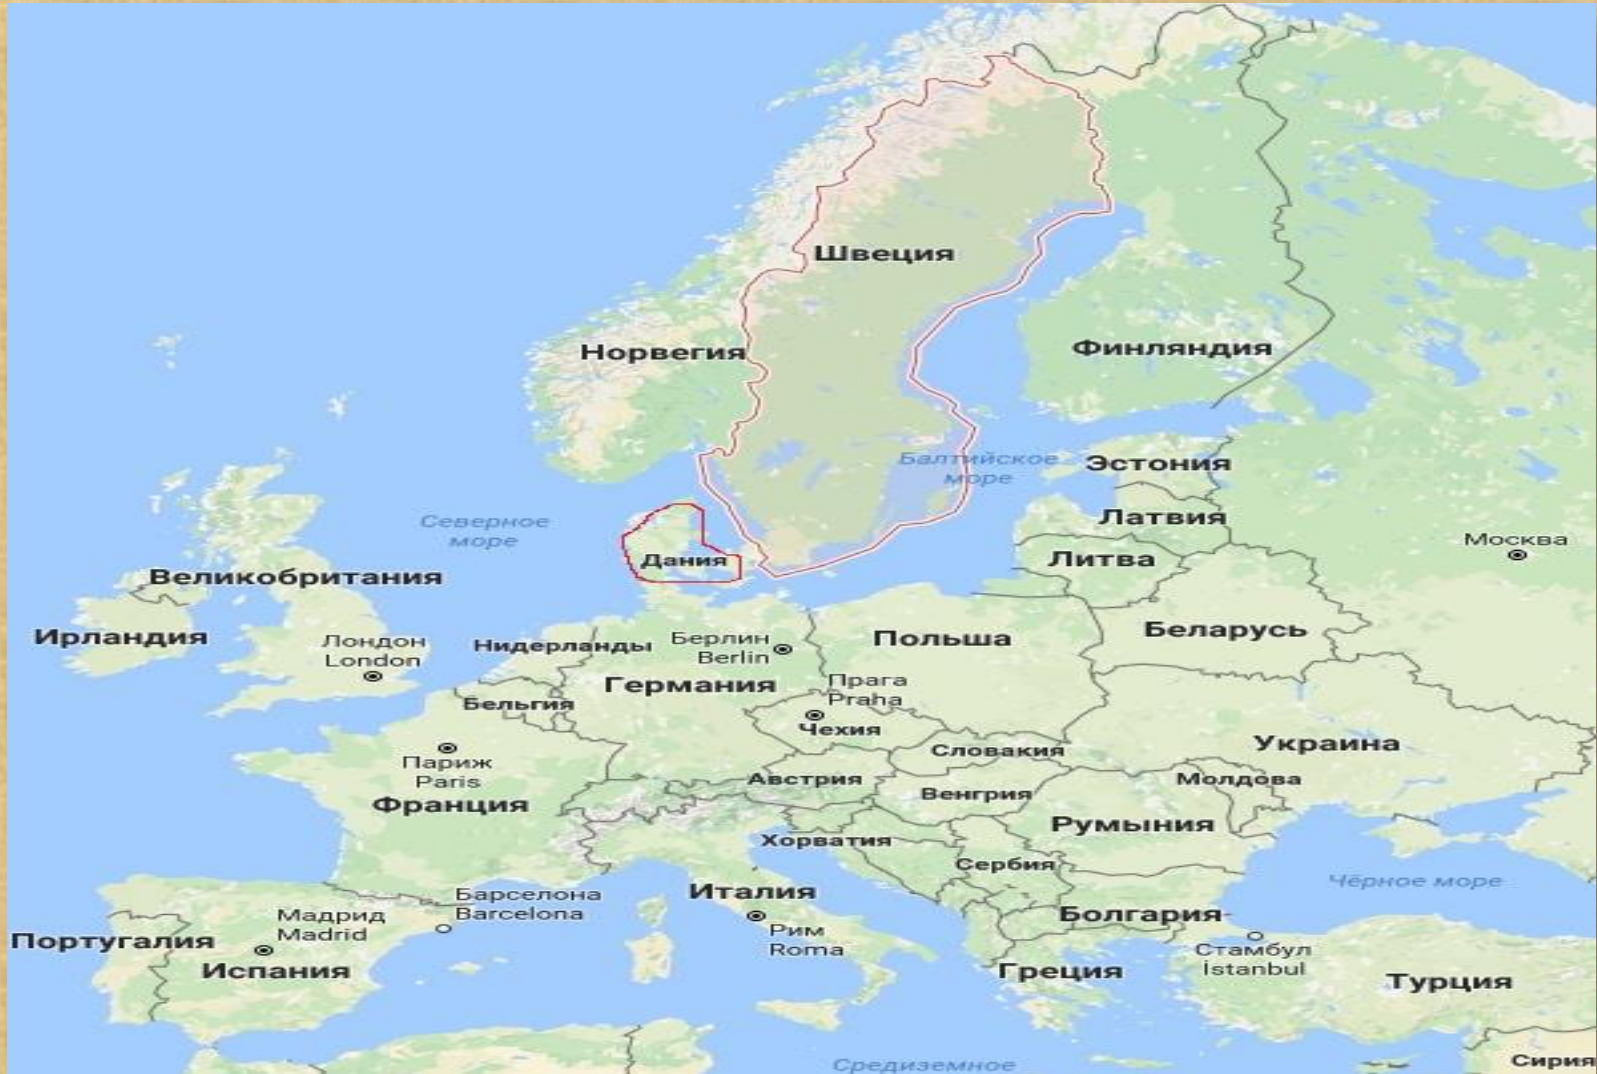 Швеция
Норвегия
Финляндия
Балтийское
море
Эстония
Северное
море
Латвия
Москва
Дания
Литва
Великобритания
Ирландия
Лондон
London
Нидерланды
Берлин
Berlin
Польша
Беларусь
Германия
Прага
Praha
Бельгия
Чехия
Париж
Paris
Словакия
Украина
Австрия
Молдова
Франция
Венгрия
Румыния
Хорватия
Сербия
Чёрное море
Барселона
Barcelona
Италия
Мадрид
Madrid
Рим
Roma
Болгария
Португалия
Испания
Стамбул
İstanbul
Греция
Турция
Средиземное
Сирия